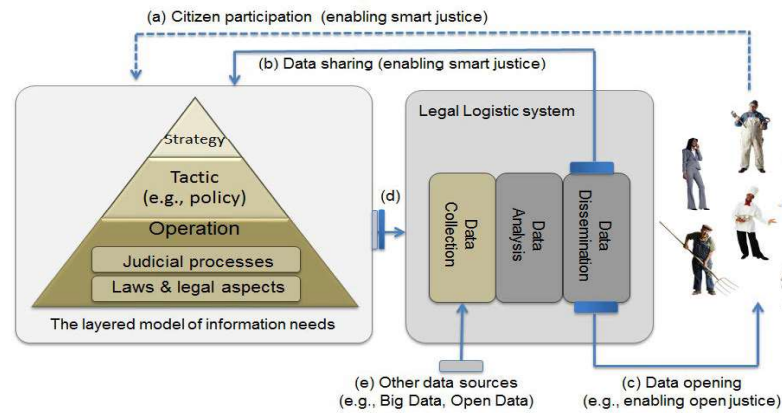 (a) Citizen participation (enabling smart justice)
(b) Data sharing (enabling smart justice)
Legal Logistic system
Strategy
Tactic
(e.g., policy)
Operation
Judicial processes
Laws & legal aspects
The layered model of information needs
(d)
Data
Collection
Data
Analysis
Data
Dissemination
(e) Other data sources
(e.g., Big Data, Open Data)
(c) Data opening
(e.g., enabling open justice)